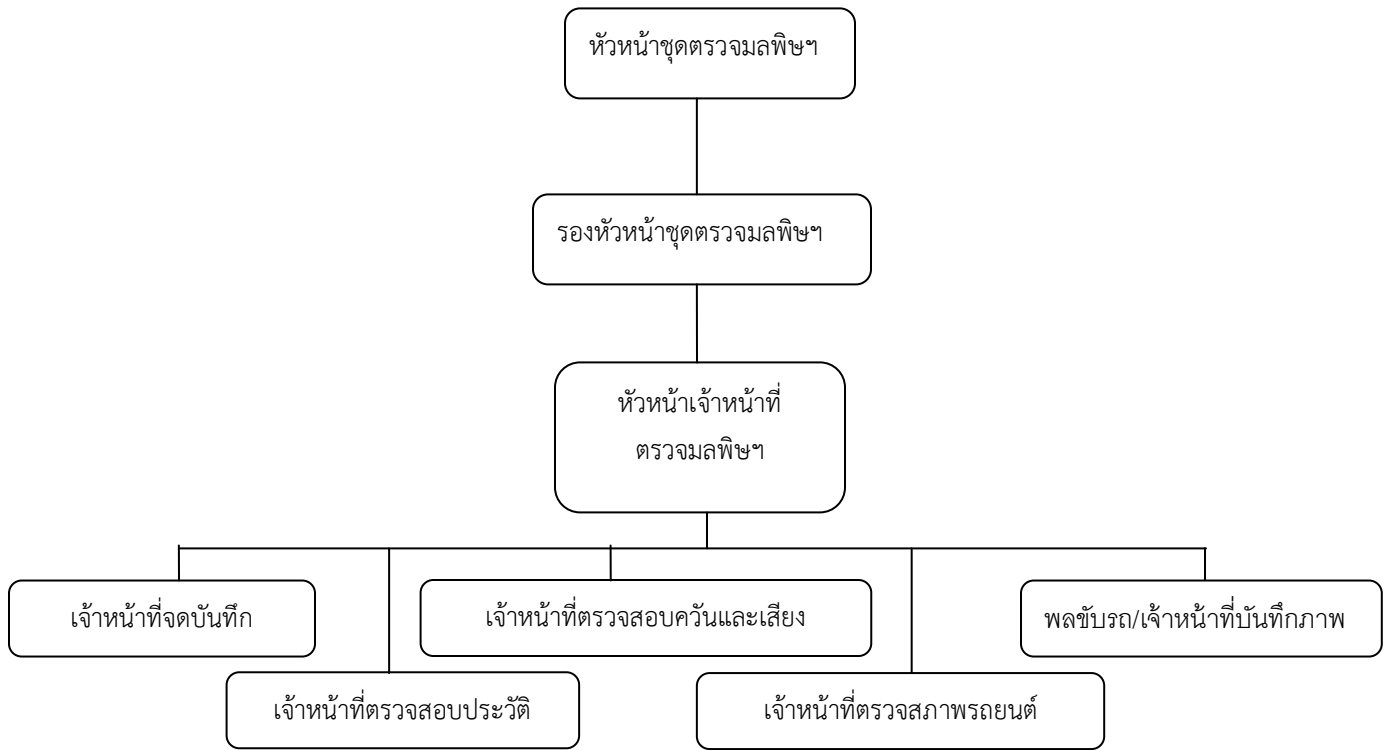 หัวหน้าชุดตรวจมลพิษฯ
รองหัวหน้าชุดตรวจมลพิษฯ
หัวหน้าเจ้าหน้าที่
ตรวจมลพิษฯ
เจ้าหน้าที่จดบันทึก
เจ้าหน้าที่ตรวจสอบควันและเสียง
พลขับรถ/เจ้าหน้าที่บันทึกภาพ
เจ้าหน้าที่ตรวจสอบประวัติ
เจ้าหน้าที่ตรวจสภาพรถยนต์